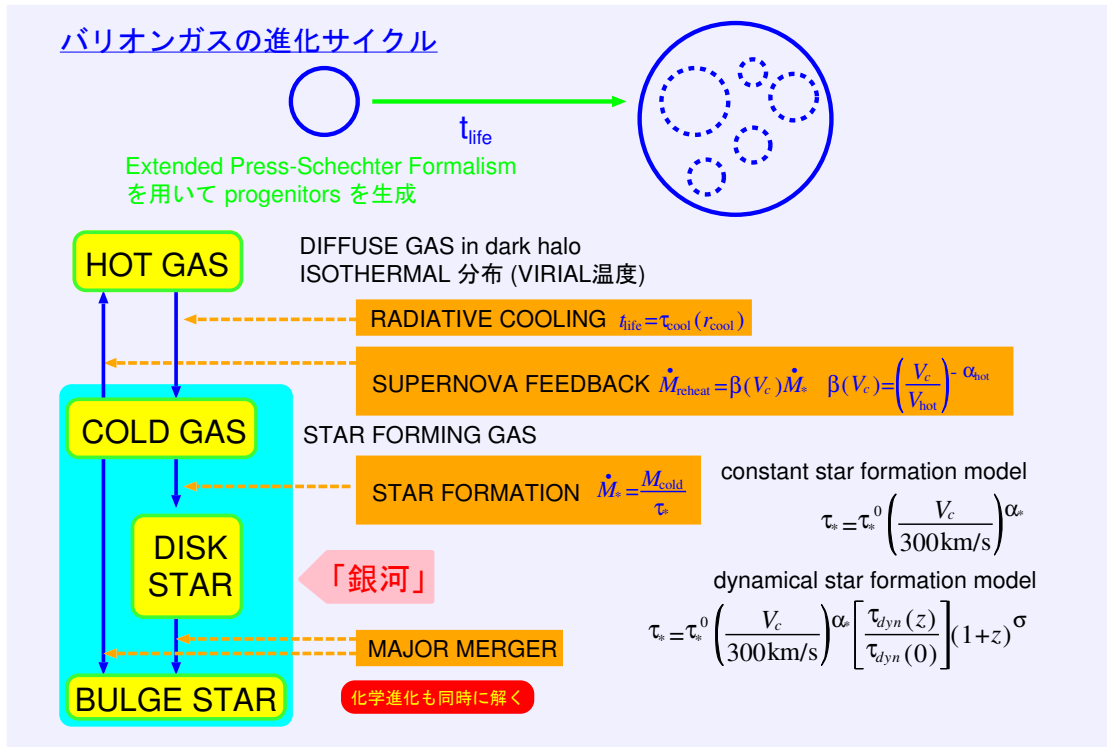 バリオンガスの進化サイクル
t_life
Extended Press-Schechter Formalism
を用いて progenitors を生成
HOT GAS
DIFFUSE GAS in dark halo
ISOTHERMAL 分布 (VIRIAL温度)
RADIATIVE COOLING t_life=τ_cool(r_cool)
SUPERNOVA FEEDBACK Ṁ_reheat=β(V_c)Ṁ_* β(V_c)=(V_c/V_hot)^-α_hot
COLD GAS
STAR FORMING GAS
STAR FORMATION Ṁ_*=M_cold/τ_*
constant star formation model
τ_*=τ_*^0(V_c/300km/s)^α_*
DISK
STAR
「銀河」
dynamical star formation model
τ_*=τ_*^0(V_c/300km/s)^α_*[τ_dyn(z)/τ_dyn(0)](1+z)^σ
MAJOR MERGER
BULGE STAR
化学進化も同時に解く